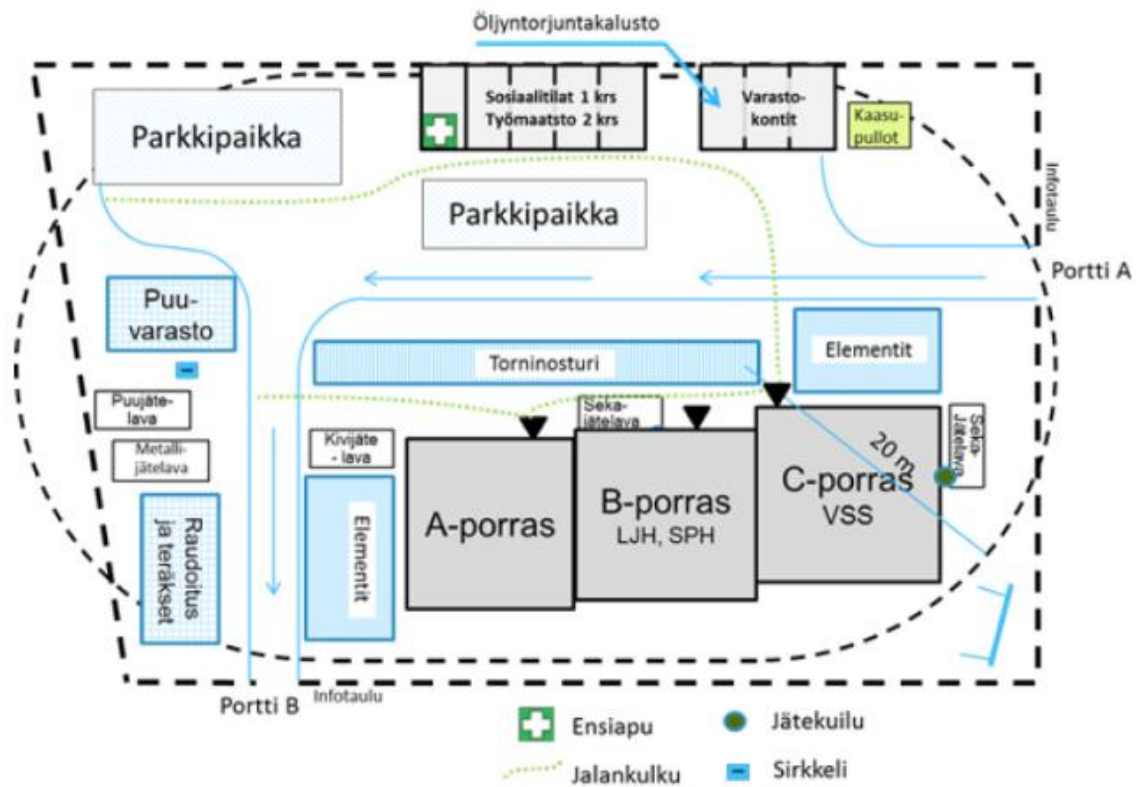 Öljyntorjuntakalusto
Sosiaalitilat 1 krs
Työmaatsto 2 krs
Varasto-
kontit
Kaasu-
pullot
Parkkipaikka
Parkkipaikka
Infotaulu
Portti A
Puu-
varasto
Torninosturi
Elementit
Puujäte-
lava
Metalli-
jätelava
Kivijäte
- lava
Seka-
jätelava
Seka-
Jätelava
20 m
A-porras
B-porras
LJH, SPH
C-porras
VSS
Raudoitus
ja teräkset
Elementit
Portti B
Infotaulu
Ensiapu
Jätekuilu
Jalankulku
Sirkkeli